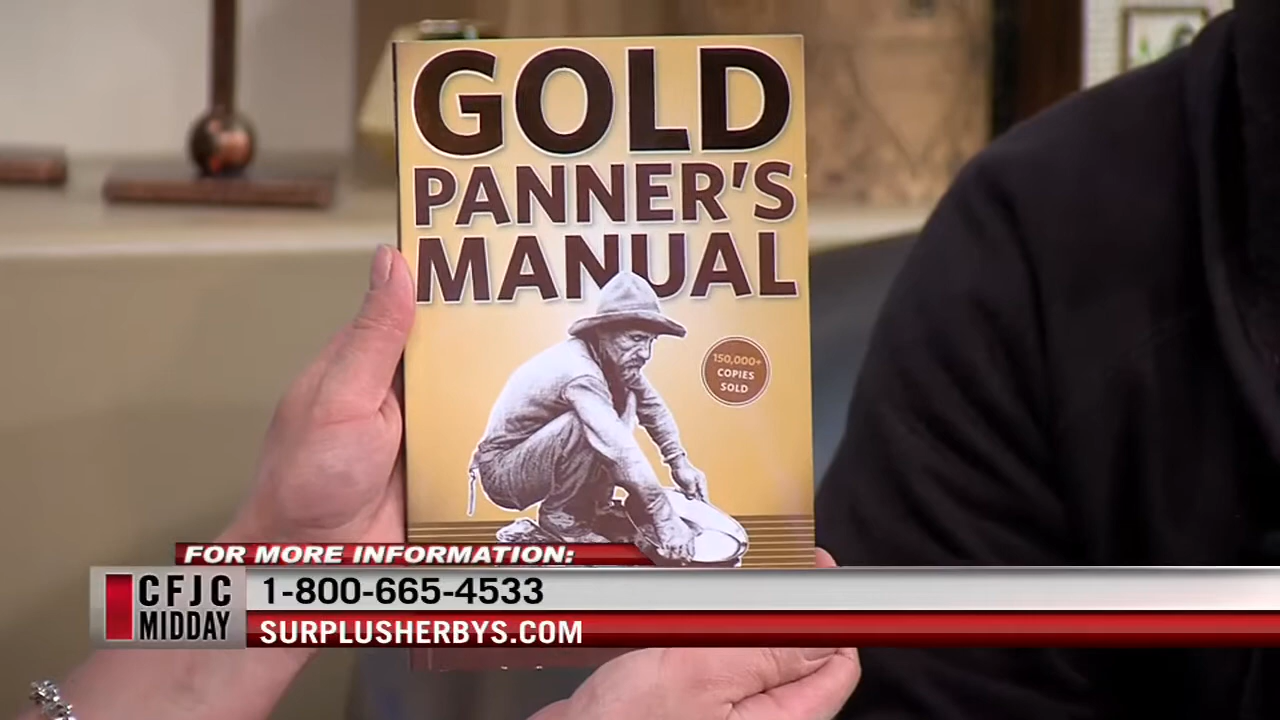 GOLD
PANNER'S
MANUAL
150,000+
COPIES
SOLD
FOR MORE INFORMATION:
CFJC
MIDDAY
1-800-665-4533
SURPLUSHERBYS.COM